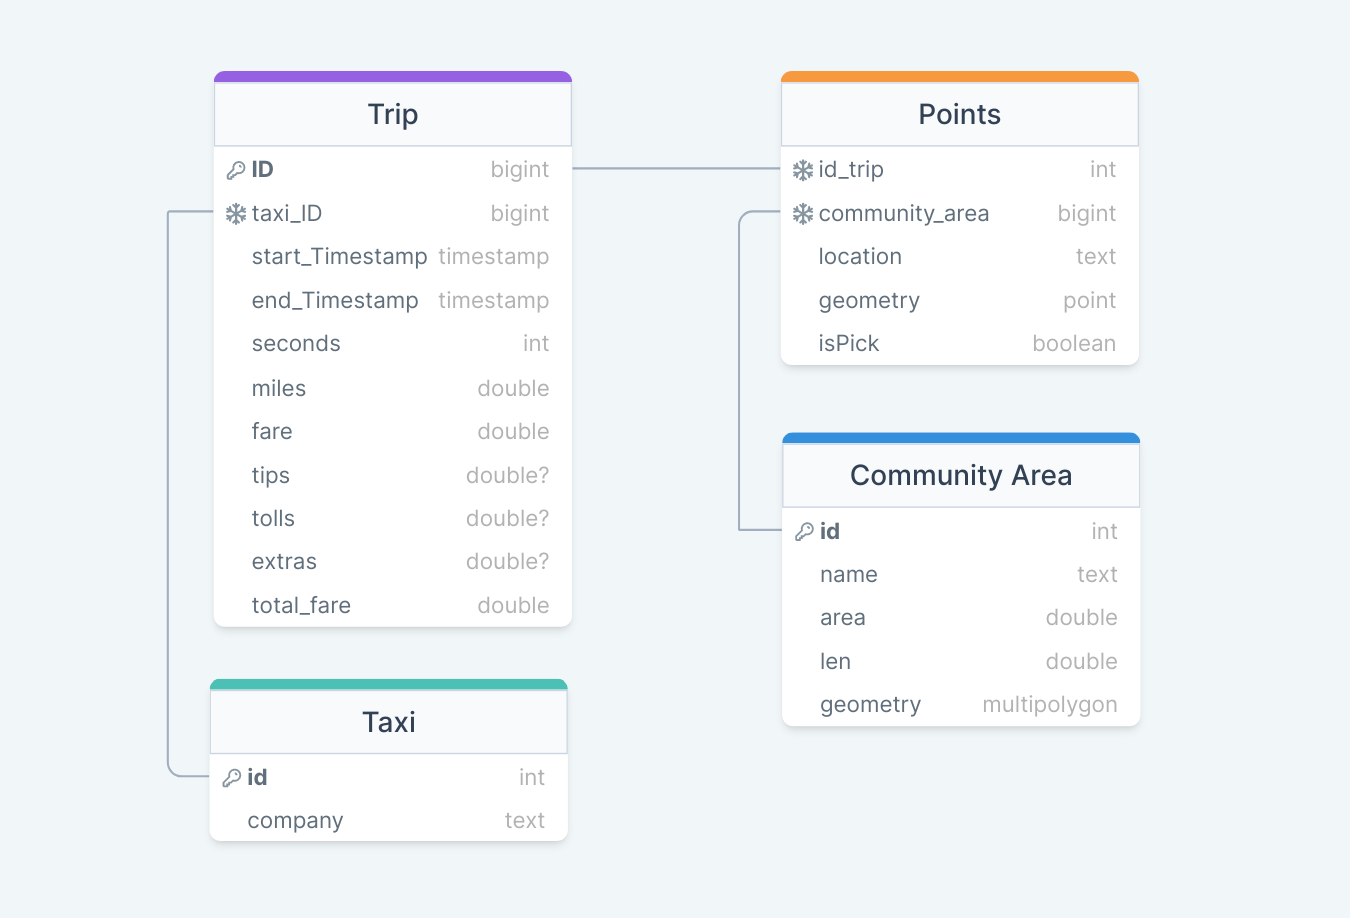 Trip
ID bigint
taxi_ID bigint
start_Timestamp timestamp
end_Timestamp timestamp
seconds int
miles double
fare double
tips double?
tolls double?
extras double?
total_fare double
Points
id_trip int
community_area bigint
location text
geometry point
isPick boolean
Community Area
id int
name text
area double
len double
geometry multipolygon
Taxi
id int
company text